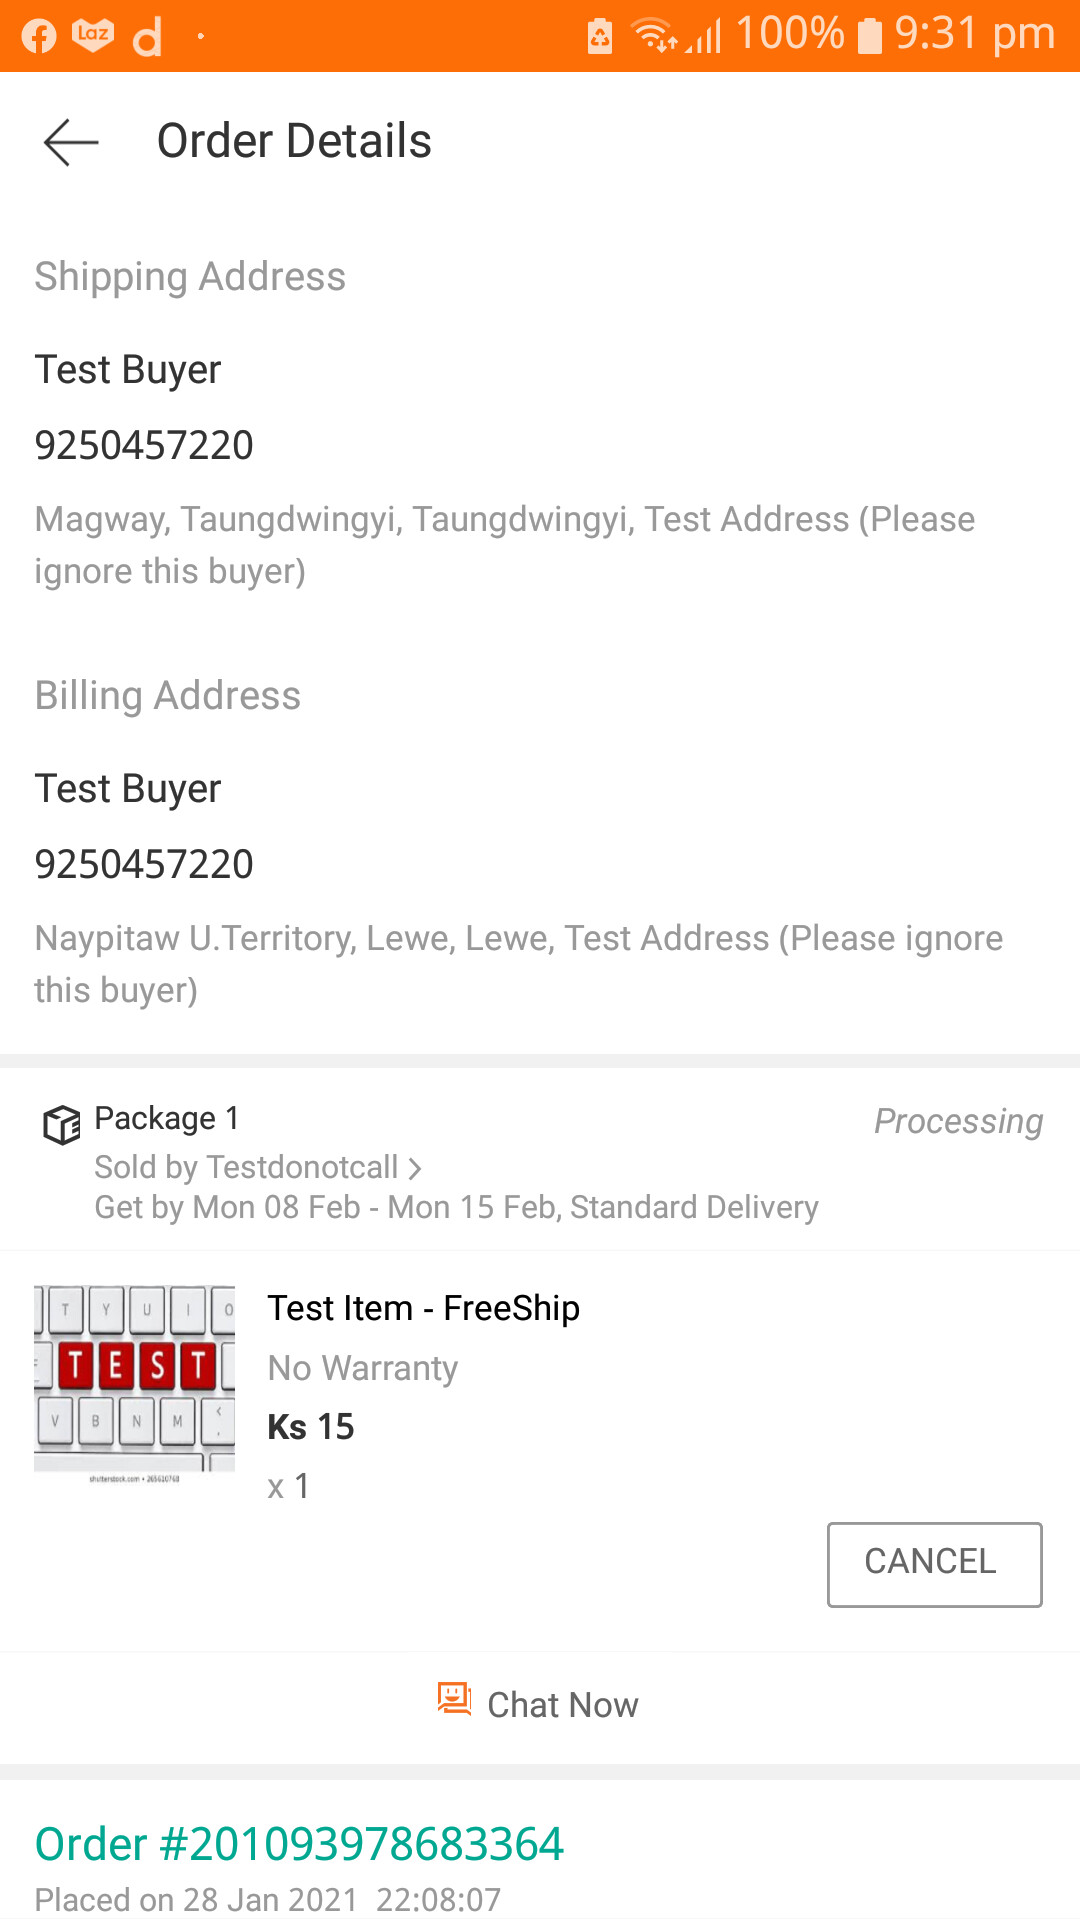 Laz
100%
9:31 pm
Order Details
Shipping Address
Test Buyer
9250457220
Magway, Taungdwingyi, Taungdwingyi, Test Address (Please
ignore this buyer)
Billing Address
Test Buyer
9250457220
Naypitaw U.Territory, Lewe, Lewe, Test Address (Please ignore
this buyer)
Package 1
Processing
Sold by Testdonotcall >
Get by Mon 08 Feb - Mon 15 Feb, Standard Delivery
T Y U I O
T E S T
V B N M <
shutterstock.com • 265610768
Test Item - FreeShip
No Warranty
Ks 15
x 1
CANCEL
Chat Now
Order #201093978683364
Placed on 28 Jan 2021 22:08:07